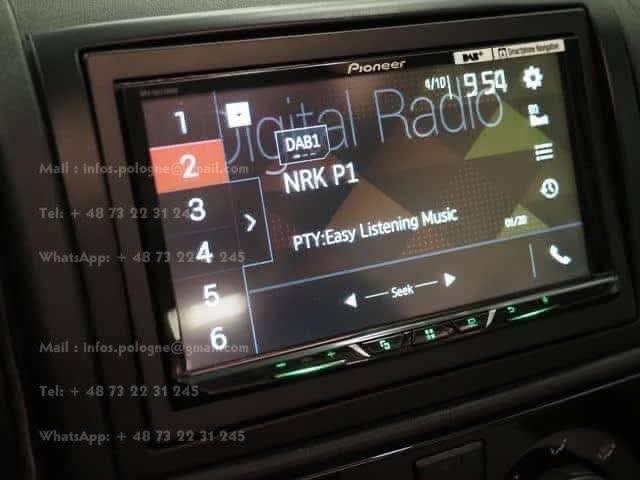 Pioneer
DAB+
Smartphone Navigation
Digital Radio
4/10
9:54
1
2
3
4
5
6
DAB1
NRK P1
PTY:Easy Listening Music
01/20
Seek
EQ
Mail : infos.pologne@gmail.com
Tel: + 48 73 22 31 245
WhatsApp: + 48 73 22 31 245
Mail : infos.pologne@gmail.com
Tel: + 48 73 22 31 245
WhatsApp: + 48 73 22 31 245